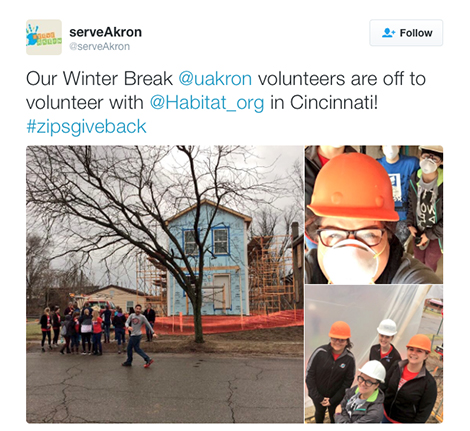 serveAkron
@serveAkron
Follow
Our Winter Break @uakron volunteers are off to
volunteer with @Habitat_org in Cincinnati!
#zipsgiveback